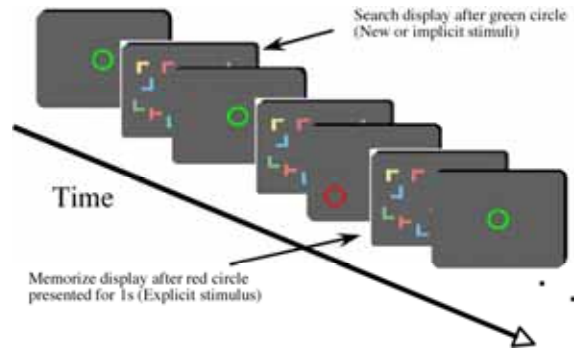 Search display after green circle
(New or implicit stimuli)
Time
Memorize display after red circle
presented for 1s (Explicit stimulus)